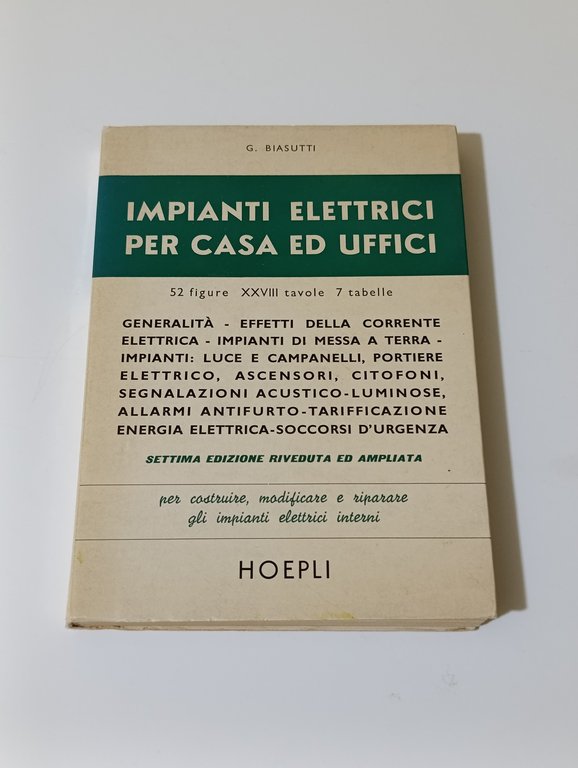 G. BIASUTTI
IMPIANTI ELETTRICI
PER CASA ED UFFICI
52 figure XXVIII tavole 7 tabelle
GENERALITÀ - EFFETTI DELLA CORRENTE
ELETTRICA - IMPIANTI DI MESSA A TERRA -
IMPIANTI: LUCE E CAMPANELLI, PORTIERE
ELETTRICO, ASCENSORI, CITOFONI,
SEGNALAZIONI ACUSTICO-LUMINOSE,
ALLARMI ANTIFURTO-TARIFFICAZIONE
ENERGIA ELETTRICA-SOCCORSI D'URGENZA
SETTIMA EDIZIONE RIVEDUTA ED AMPLIATA
per costruire, modificare e riparare
gli impianti elettrici interni
HOEPLI